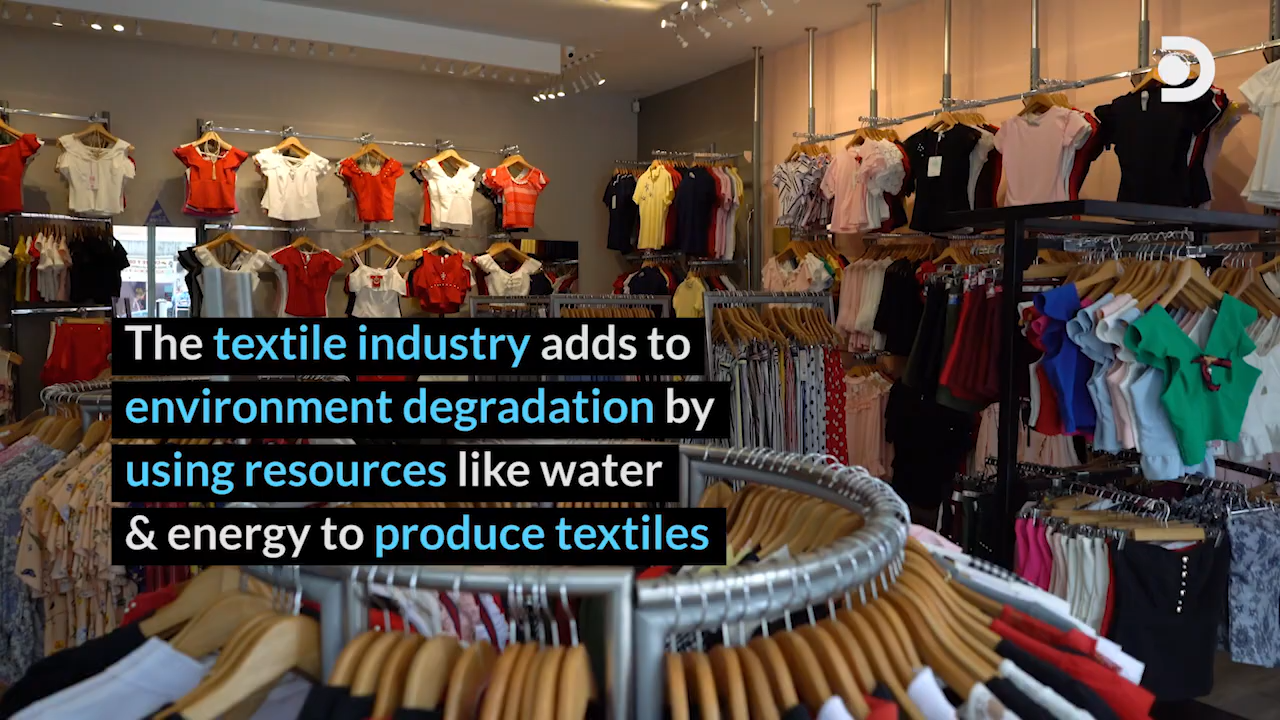 The textile industry adds to
environment degradation by
using resources like water
& energy to produce textiles